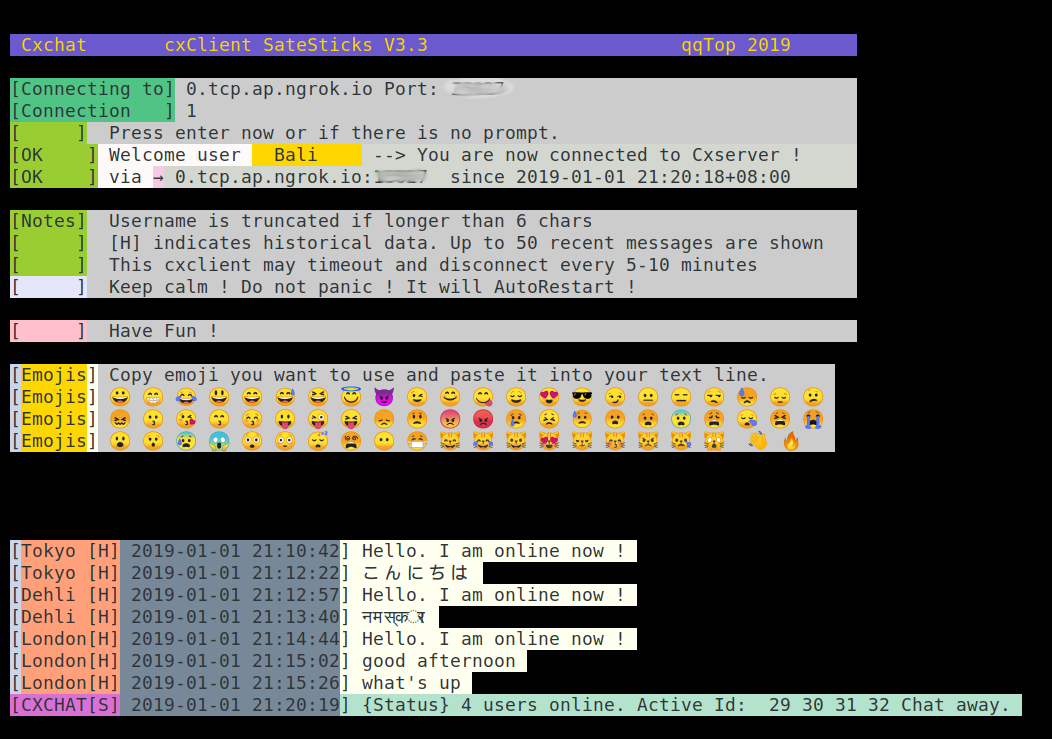 Cxchat cxClient SateSticks V3.3 qqTop 2019
[Connecting to] 0.tcp.ap.ngrok.io Port:
[Connection ] 1
[ ] Press enter now or if there is no prompt.
[OK ] Welcome user Bali --> You are now connected to Cxserver !
[OK ] via → 0.tcp.ap.ngrok.io: since 2019-01-01 21:20:18+08:00
[Notes] Username is truncated if longer than 6 chars
[ ] [H] indicates historical data. Up to 50 recent messages are shown
[ ] This cxclient may timeout and disconnect every 5-10 minutes
[ ] Keep calm ! Do not panic ! It will AutoRestart !
[ ] Have Fun !
[Emojis] Copy emoji you want to use and paste it into your text line.
[Emojis]
[Emojis]
[Emojis]
[Tokyo [H] 2019-01-01 21:10:42] Hello. I am online now !
[Tokyo [H] 2019-01-01 21:12:22] こんにちは
[Dehli [H] 2019-01-01 21:12:57] Hello. I am online now !
[Dehli [H] 2019-01-01 21:13:40] नमस्कार
[London[H] 2019-01-01 21:14:44] Hello. I am online now !
[London[H] 2019-01-01 21:15:02] good afternoon
[London[H] 2019-01-01 21:15:26] what's up
[CXCHAT[S] 2019-01-01 21:20:19] {Status} 4 users online. Active Id: 29 30 31 32 Chat away.